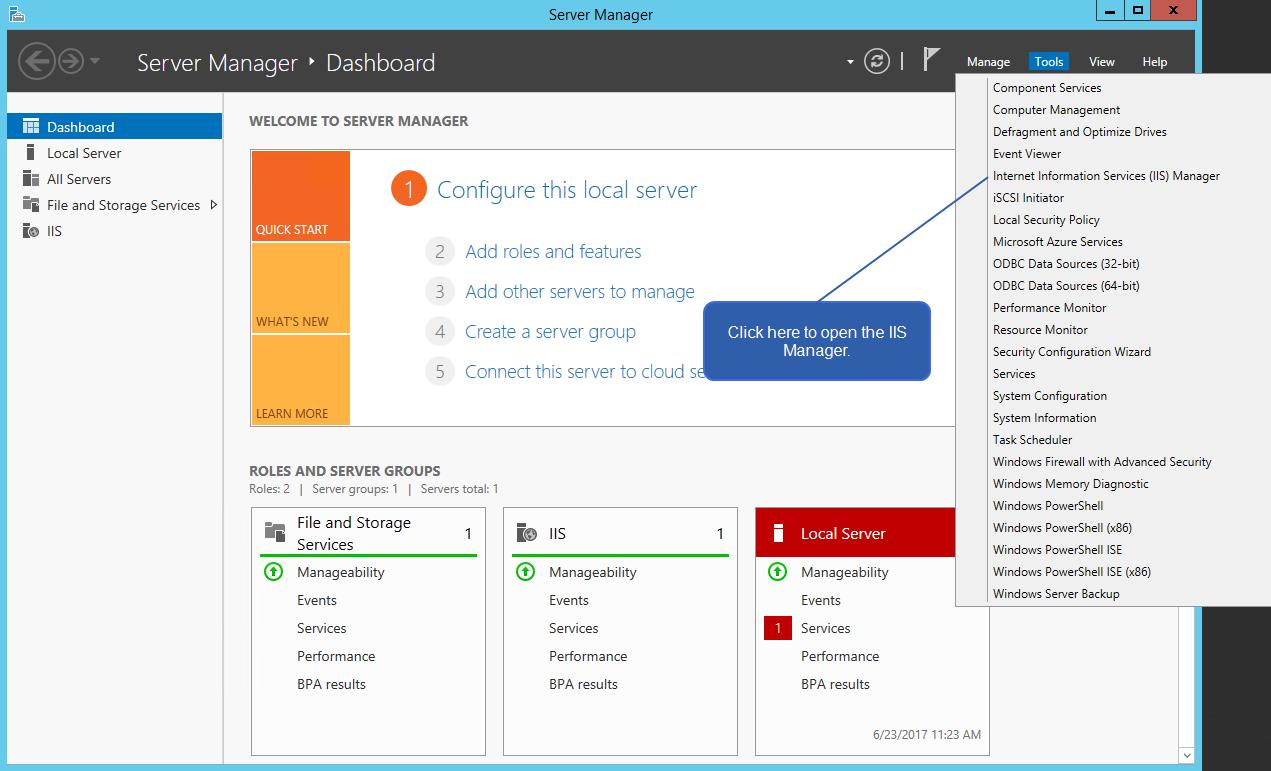 Server Manager
Server Manager ‣ Dashboard
Manage
Tools
View
Help
Component Services
Computer Management
Defragment and Optimize Drives
Event Viewer
Internet Information Services (IIS) Manager
iSCSI Initiator
Local Security Policy
Microsoft Azure Services
ODBC Data Sources (32-bit)
ODBC Data Sources (64-bit)
Performance Monitor
Resource Monitor
Security Configuration Wizard
Services
System Configuration
System Information
Task Scheduler
Windows Firewall with Advanced Security
Windows Memory Diagnostic
Windows PowerShell
Windows PowerShell (x86)
Windows PowerShell ISE
Windows PowerShell ISE (x86)
Windows Server Backup
Dashboard
Local Server
All Servers
File and Storage Services
IIS
WELCOME TO SERVER MANAGER
QUICK START
WHAT'S NEW
LEARN MORE
1 Configure this local server
2 Add roles and features
3 Add other servers to manage
4 Create a server group
5 Connect this server to cloud se
Click here to open the IIS
Manager.
ROLES AND SERVER GROUPS
Roles: 2 | Server groups: 1 | Servers total: 1
File and Storage
Services
1
Manageability
Events
Services
Performance
BPA results
IIS
1
Manageability
Events
Services
Performance
BPA results
Local Server
Manageability
Events
1 Services
Performance
BPA results
6/23/2017 11:23 AM